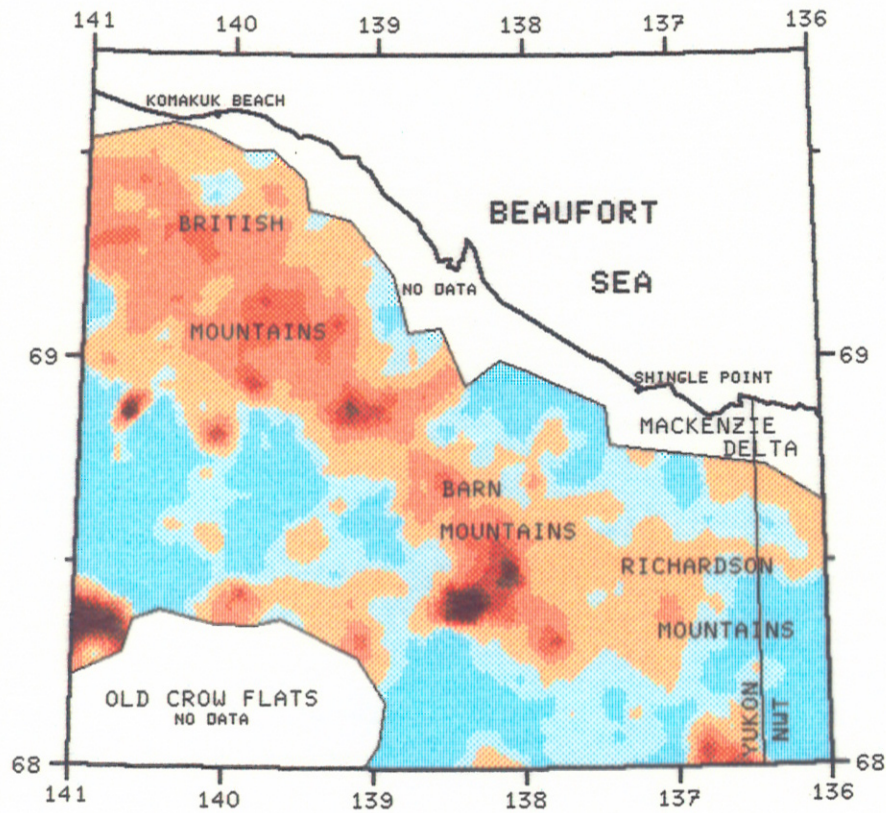 141
140
139
138
137
136
KOMAKUK BEACH
BRITISH
BEAUFORT
SEA
NO DATA
MOUNTAINS
69
69
SHINGLE POINT
MACKENZIE
DELTA
BARN
MOUNTAINS
RICHARDSON
MOUNTAINS
OLD CROW FLATS
NO DATA
YUKON
NWT
68
68
141
140
139
138
137
136